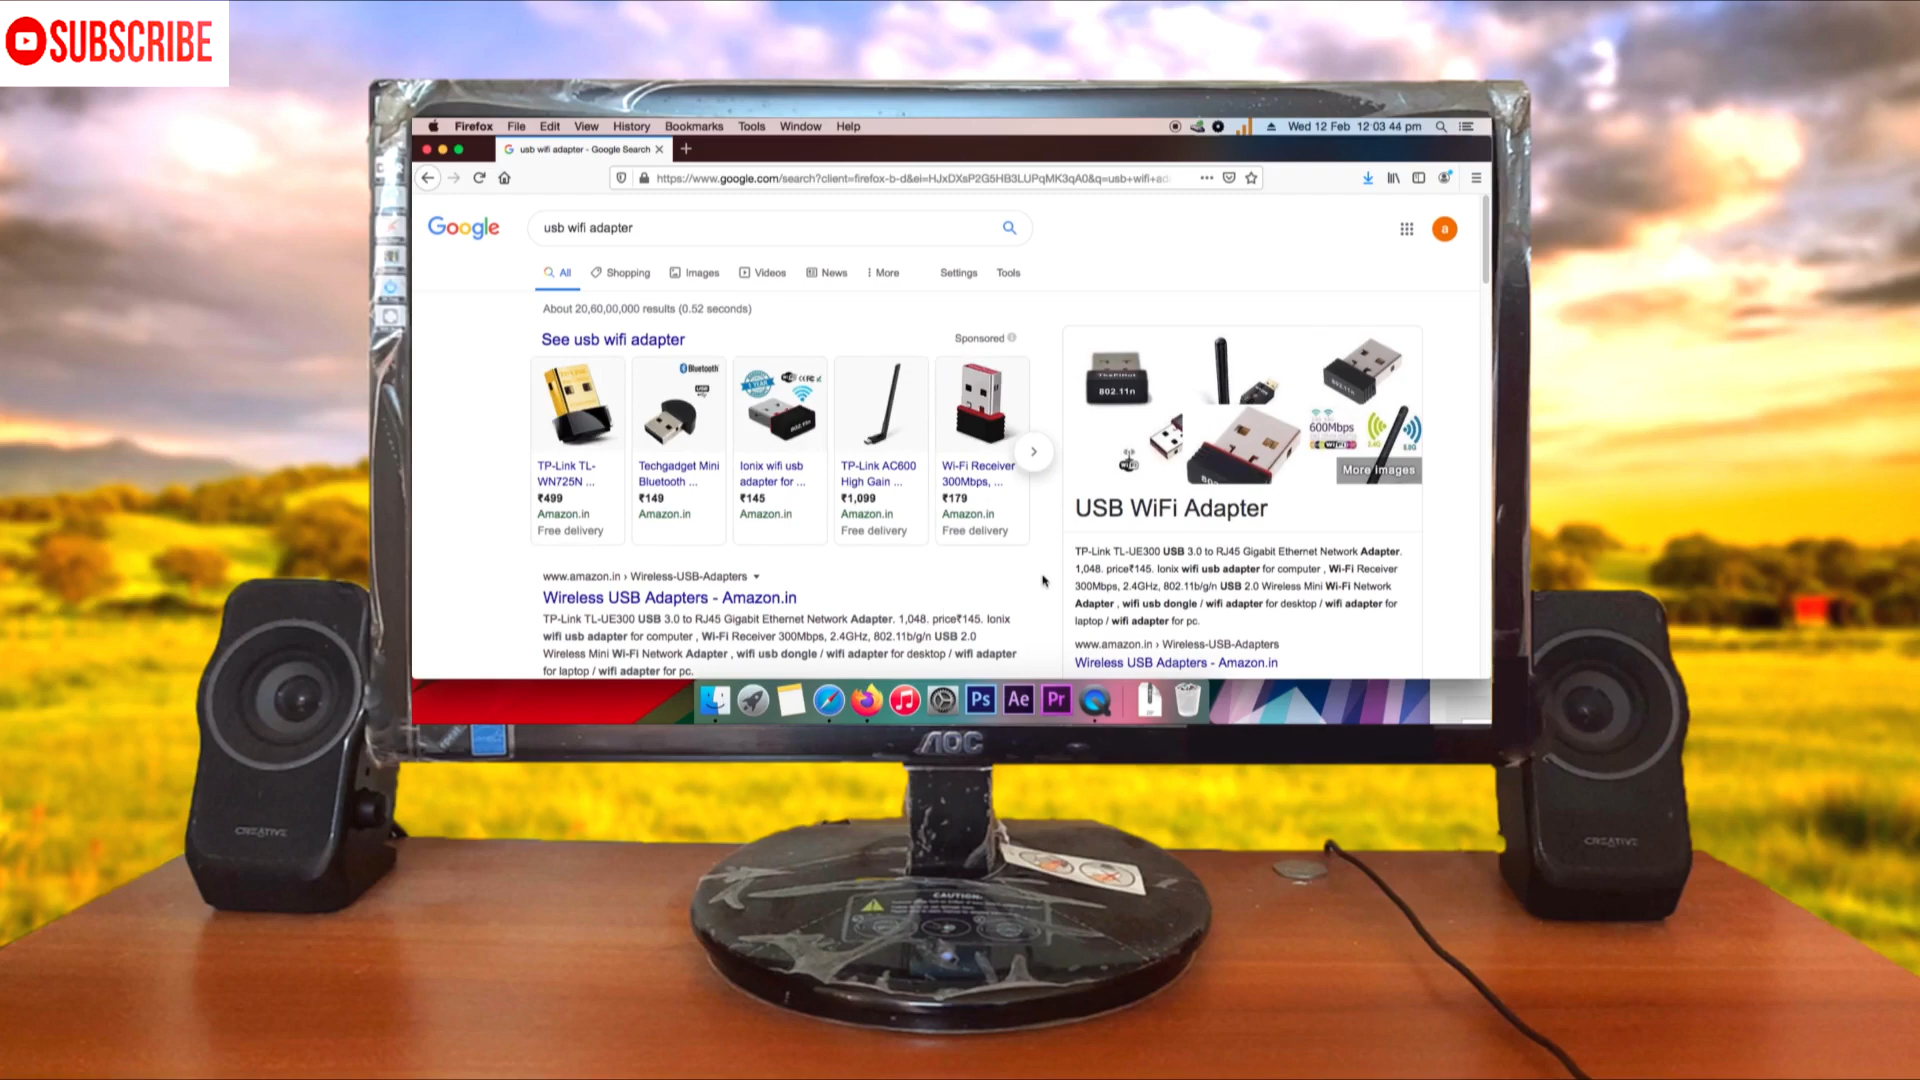 SUBSCRIBE
Firefox File Edit View History Bookmarks Tools Window Help
Wed 12 Feb 12 03 44 pm
usb wifi adapter - Google Search
https://www.google.com/search?client=firefox-b-d&ei=HJxDXsP2G5HB3LUPqMK3qA0&q=usb+wifi+ad
Google
usb wifi adapter
a
All Shopping Images Videos News More Settings Tools
About 20,60,00,000 results (0.52 seconds)
See usb wifi adapter
Sponsored
Bluetooth
TP-Link TL-
WN725N ...
₹499
Amazon.in
Free delivery
Techgadget Mini
Bluetooth ...
₹149
Amazon.in
802.11n
Ionix wifi usb
adapter for ...
₹145
Amazon.in
TP-Link AC600
High Gain ...
₹1,099
Amazon.in
Free delivery
Wi-Fi Receiver
300Mbps, ...
₹179
Amazon.in
Free delivery
www.amazon.in › Wireless-USB-Adapters
Wireless USB Adapters - Amazon.in
TP-Link TL-UE300 USB 3.0 to RJ45 Gigabit Ethernet Network Adapter. 1,048. price₹145. Ionix
wifi usb adapter for computer , Wi-Fi Receiver 300Mbps, 2.4GHz, 802.11b/g/n USB 2.0
Wireless Mini Wi-Fi Network Adapter , wifi usb dongle / wifi adapter for desktop / wifi adapter
for laptop / wifi adapter for pc.
802.11n
600Mbps
More Images
USB WiFi Adapter
TP-Link TL-UE300 USB 3.0 to RJ45 Gigabit Ethernet Network Adapter.
1,048. price₹145. Ionix wifi usb adapter for computer , Wi-Fi Receiver
300Mbps, 2.4GHz, 802.11b/g/n USB 2.0 Wireless Mini Wi-Fi Network
Adapter , wifi usb dongle / wifi adapter for desktop / wifi adapter for
laptop / wifi adapter for pc.
www.amazon.in › Wireless-USB-Adapters
Wireless USB Adapters - Amazon.in
Ps Ae Pr
AOC
CREATIVE
CREATIVE
CAUTION: